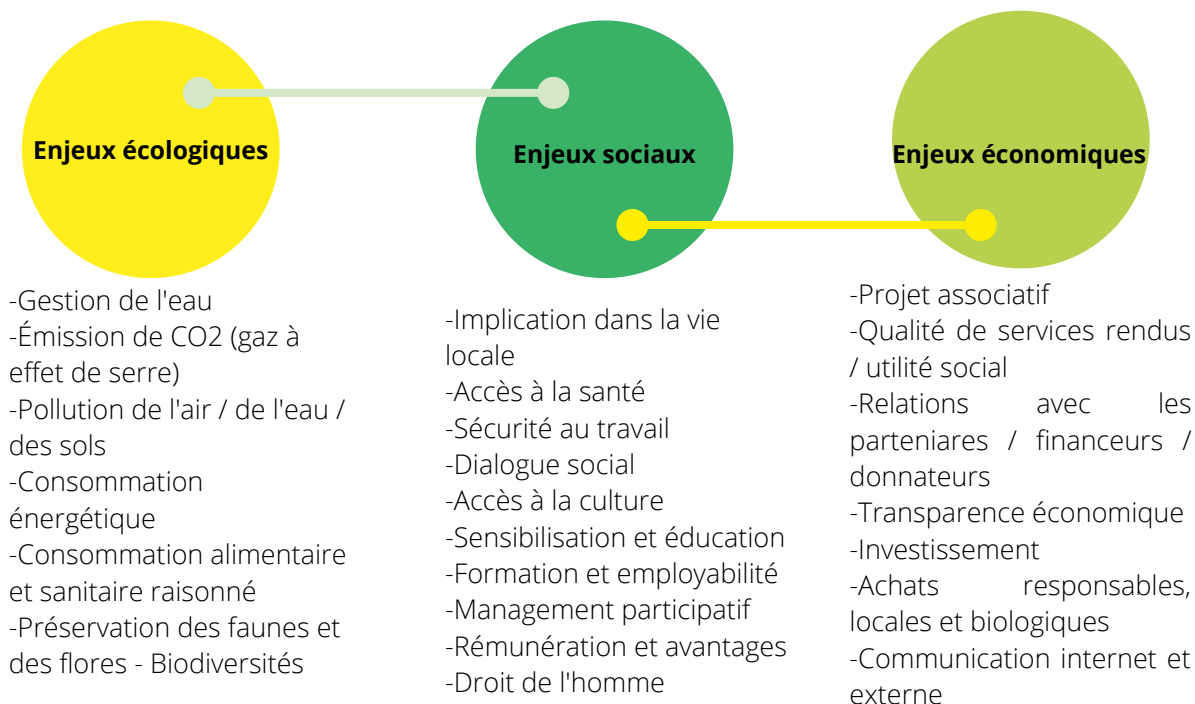 Enjeux écologiques
-Gestion de l'eau
-Émission de CO2 (gaz à
effet de serre)
-Pollution de l'air / de l'eau /
des sols
-Consommation
énergétique
-Consommation alimentaire
et sanitaire raisonné
-Préservation des faunes et
des flores - Biodiversités
Enjeux sociaux
-Implication dans la vie
locale
-Accès à la santé
-Sécurité au travail
-Dialogue social
-Accès à la culture
-Sensibilisation et éducation
-Formation et employabilité
-Management participatif
-Rémunération et avantages
-Droit de l'homme
Enjeux économiques
-Projet associatif
-Qualité de services rendus
/ utilité social
-Relations avec les
parteniares / financeurs /
donnateurs
-Transparence économique
-Investissement
-Achats responsables,
locales et biologiques
-Communication internet et
externe